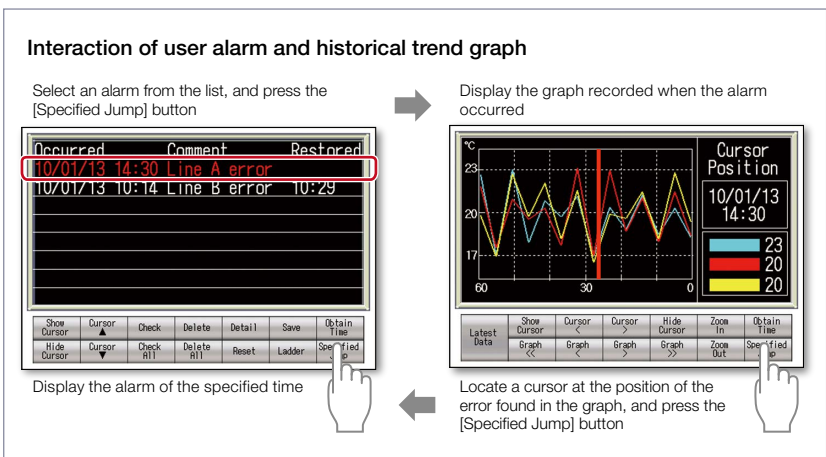 Interaction of user alarm and historical trend graph
Select an alarm from the list, and press the
[Specified Jump] button
Occurred Comment Restored
10/01/13 14:30 Line A error
10/01/13 10:14 Line B error 10:29
Show Cursor Cursor ▲ Check Delete Detail Save Obtain Time
Hide Cursor Cursor ▼ Check All Delete All Reset Ladder Specified Jump
Display the alarm of the specified time
Display the graph recorded when the alarm
occurred
℃
23
20
17
60 30 0
Cursor
Position
10/01/13
14:30
23
20
20
Latest Data
Show Cursor Cursor < Cursor > Hide Cursor Zoom In Obtain Time
Graph << Graph < Graph > Graph >> Zoom Out Specified Jump
Locate a cursor at the position of the
error found in the graph, and press the
[Specified Jump] button